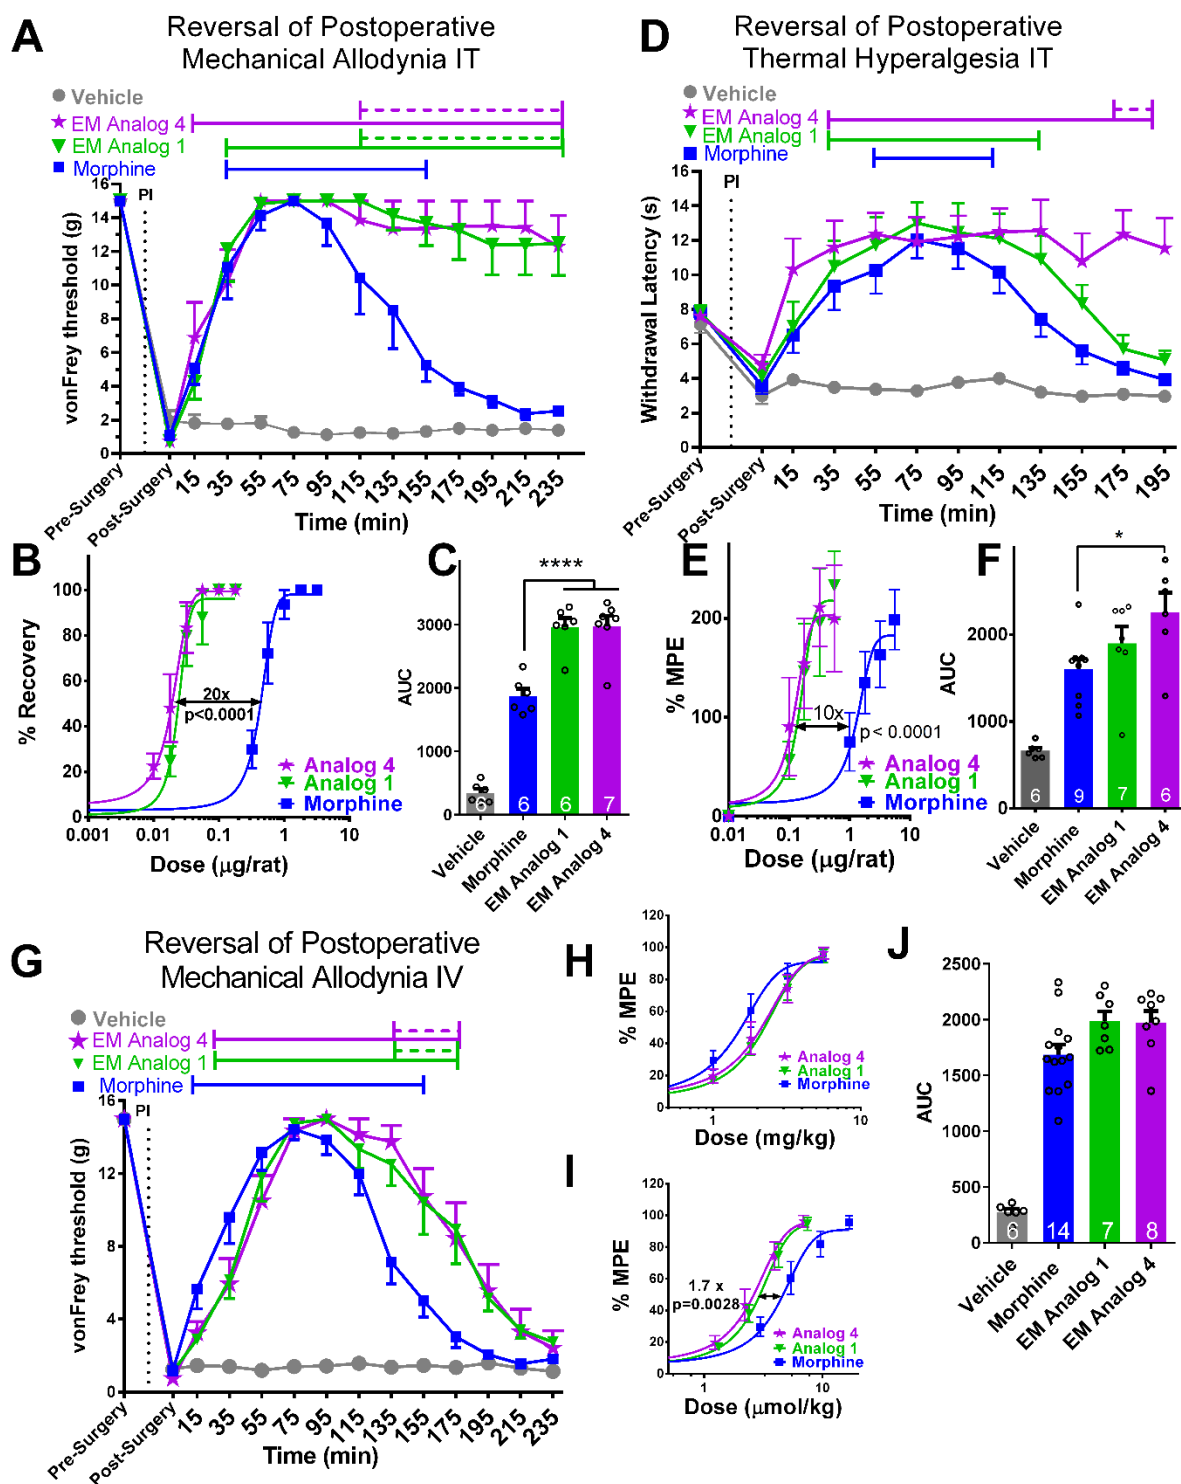 A
Reversal of Postoperative
Mechanical Allodynia IT
Vehicle
EM Analog 4
EM Analog 1
Morphine
PI
vonFrey threshold (g)
16
14
12
10
8
6
4
2
0
Pre-Surgery
Post-Surgery
15
35
55
75
95
115
135
155
175
195
215
235
Time (min)
D
Reversal of Postoperative
Thermal Hyperalgesia IT
Vehicle
EM Analog 4
EM Analog 1
Morphine
PI
Withdrawal Latency (s)
16
14
12
10
8
6
4
2
0
Pre-Surgery
Post-Surgery
15
35
55
75
95
115
135
155
175
195
Time (min)
B
% Recovery
100
80
60
40
20
0
20x
p<0.0001
Analog 4
Analog 1
Morphine
0.001
0.01
0.1
1
10
Dose (μg/rat)
C
****
AUC
3000
2000
1000
0
6
6
6
7
Vehicle
Morphine
EM Analog 1
EM Analog 4
E
% MPE
200
100
0
10x
p < 0.0001
Analog 4
Analog 1
Morphine
0.01
0.1
1
10
Dose (μg/rat)
F
*
AUC
2000
1000
0
6
9
7
6
Vehicle
Morphine
EM Analog 1
EM Analog 4
G
Reversal of Postoperative
Mechanical Allodynia IV
Vehicle
EM Analog 4
EM Analog 1
Morphine
PI
vonFrey threshold (g)
16
12
8
4
0
Pre-Surgery
Post-Surgery
15
35
55
75
95
115
135
155
175
195
215
235
Time (min)
H
% MPE
120
100
80
60
40
20
0
Analog 4
Analog 1
Morphine
1
10
Dose (mg/kg)
I
% MPE
120
100
80
60
40
20
0
1.7 x
p=0.0028
Analog 4
Analog 1
Morphine
1
10
Dose (μmol/kg)
J
AUC
2500
2000
1500
1000
500
0
6
14
7
8
Vehicle
Morphine
EM Analog 1
EM Analog 4